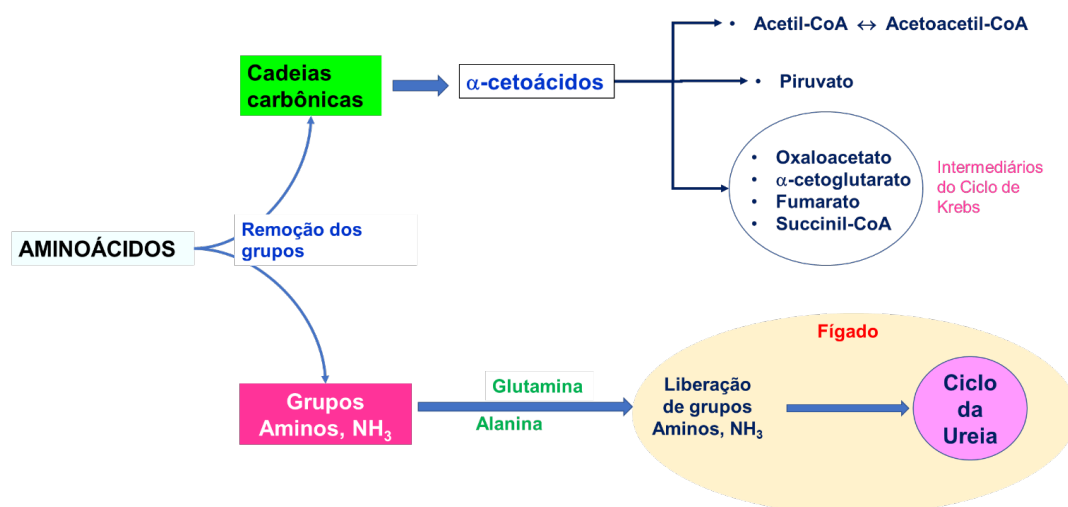 • Acetil-CoA ↔ Acetoacetil-CoA
Cadeias
carbônicas
α-cetoácidos
• Piruvato
• Oxaloacetato
• α-cetoglutarato
• Fumarato
• Succinil-CoA
Intermediários
do Ciclo de
Krebs
Remoção dos
grupos
AMINOÁCIDOS
Fígado
Grupos
Aminos, NH₃
Glutamina
Alanina
Liberação
de grupos
Aminos, NH₃
Ciclo
da
Ureia